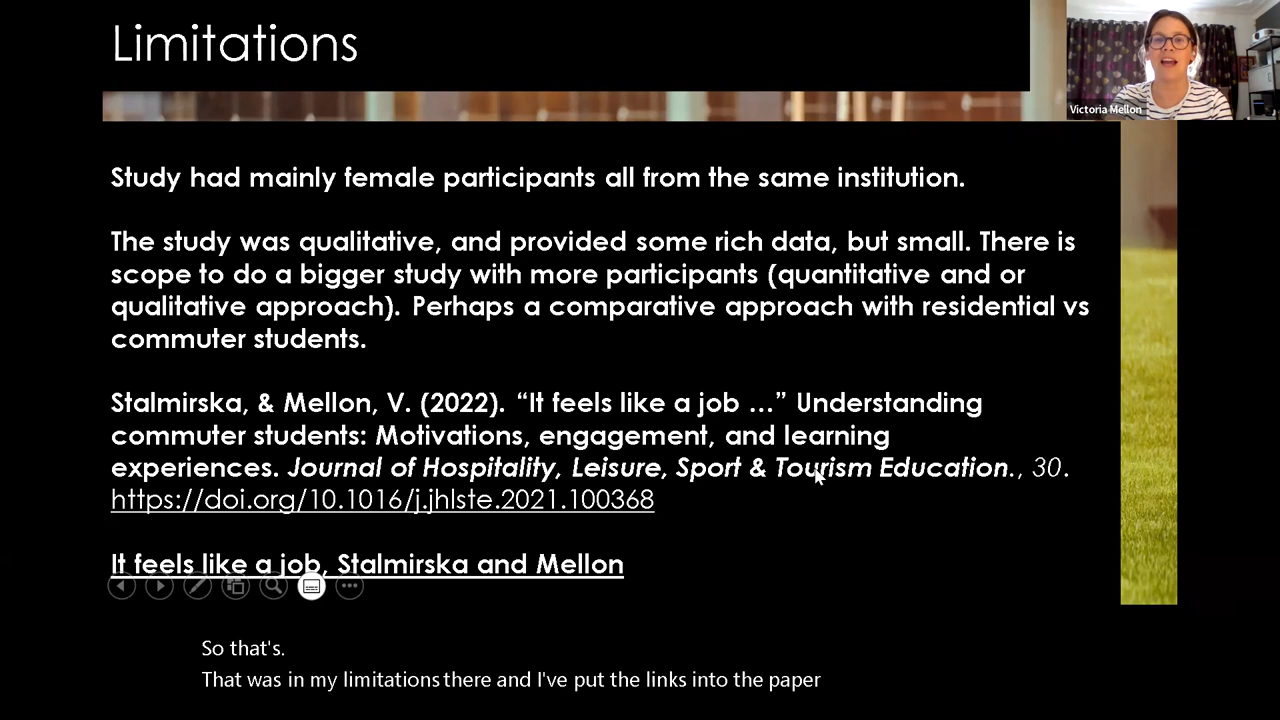 Limitations
Victoria Mellon
Study had mainly female participants all from the same institution.
The study was qualitative, and provided some rich data, but small. There is
scope to do a bigger study with more participants (quantitative and or
qualitative approach). Perhaps a comparative approach with residential vs
commuter students.
Stalmirska, & Mellon, V. (2022). “It feels like a job …” Understanding
commuter students: Motivations, engagement, and learning
experiences. Journal of Hospitality, Leisure, Sport & Tourism Education., 30.
https://doi.org/10.1016/j.jhlste.2021.100368
It feels like a job, Stalmirska and Mellon
So that's.
That was in my limitations there and I've put the links into the paper